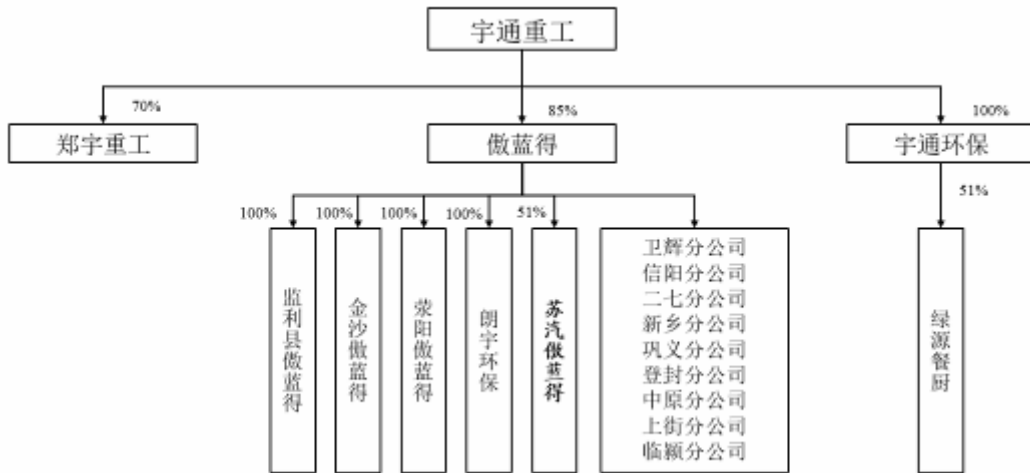 宇通重工
70%
85%
100%
郑宇重工
傲蓝得
宇通环保
100%
100%
100%
100%
51%
51%
监利县傲蓝得
金沙傲蓝得
荥阳傲蓝得
朗宇环保
苏汽傲蓝得
卫辉分公司
信阳分公司
二七分公司
新乡分公司
巩义分公司
登封分公司
中原分公司
上街分公司
临颍分公司
绿源餐厨